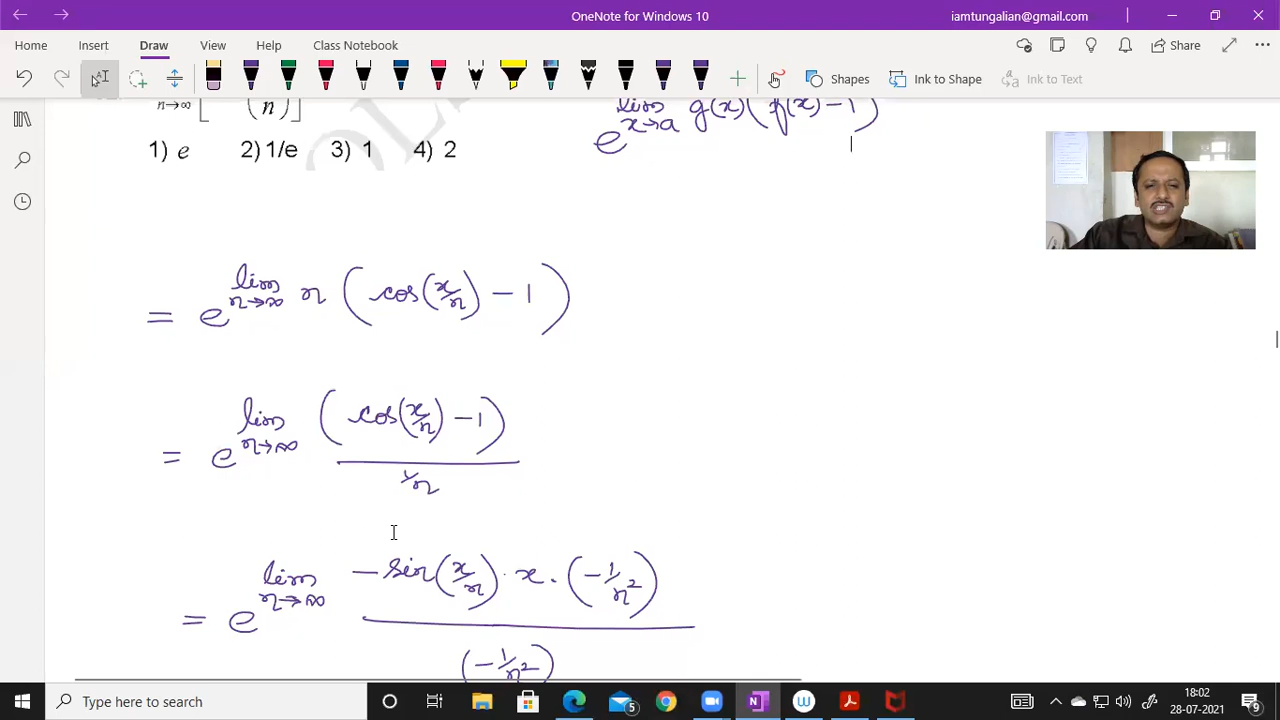 OneNote for Windows 10
iamtungalian@gmail.com
Home Insert Draw View Help Class Notebook
Share
Shapes Ink to Shape Ink to Text
n→∞ [ (n) ]
1) e 2) 1/e 3) 1 4) 2
e^lim x→a g(x)(f(x)-1)
= e^lim n→∞ n (cos(x/n) - 1)
= e^lim n→∞ (cos(x/n) - 1)
1/n
= e^lim n→∞ -sin(x/n) · x · (-1/n²)
(-1/n²)
Type here to search
5
W
N
18:02
28-07-2021
9